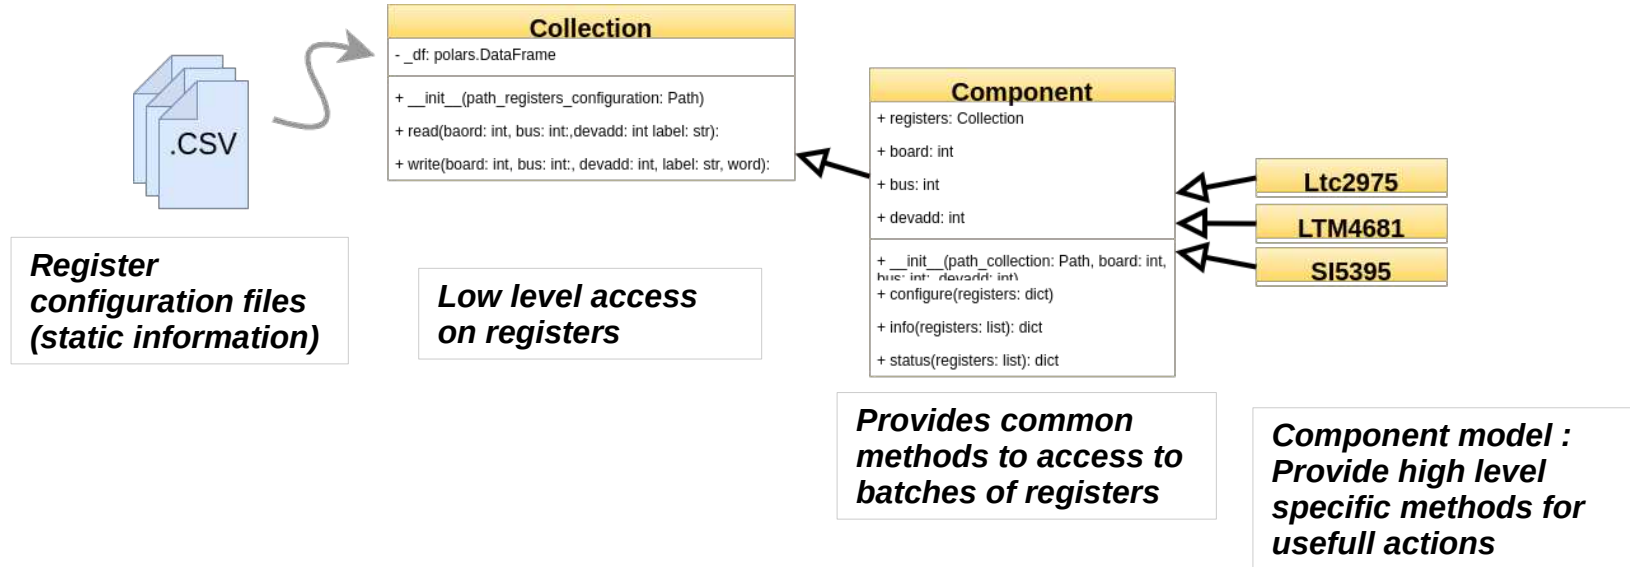 .CSV
Register
configuration files
(static information)
Collection
- _df: polars.DataFrame
+ __init__(path_registers_configuration: Path)
+ read(baord: int, bus: int:,devadd: int label: str):
+ write(board: int, bus: int:, devadd: int, label: str, word):
Low level access
on registers
Component
+ registers: Collection
+ board: int
+ bus: int
+ devadd: int
+ __init__(path_collection: Path, board: int,
bus: int:, devadd: int)
+ configure(registers: dict)
+ info(registers: list): dict
+ status(registers: list): dict
Provides common
methods to access to
batches of registers
Ltc2975
LTM4681
SI5395
Component model :
Provide high level
specific methods for
usefull actions